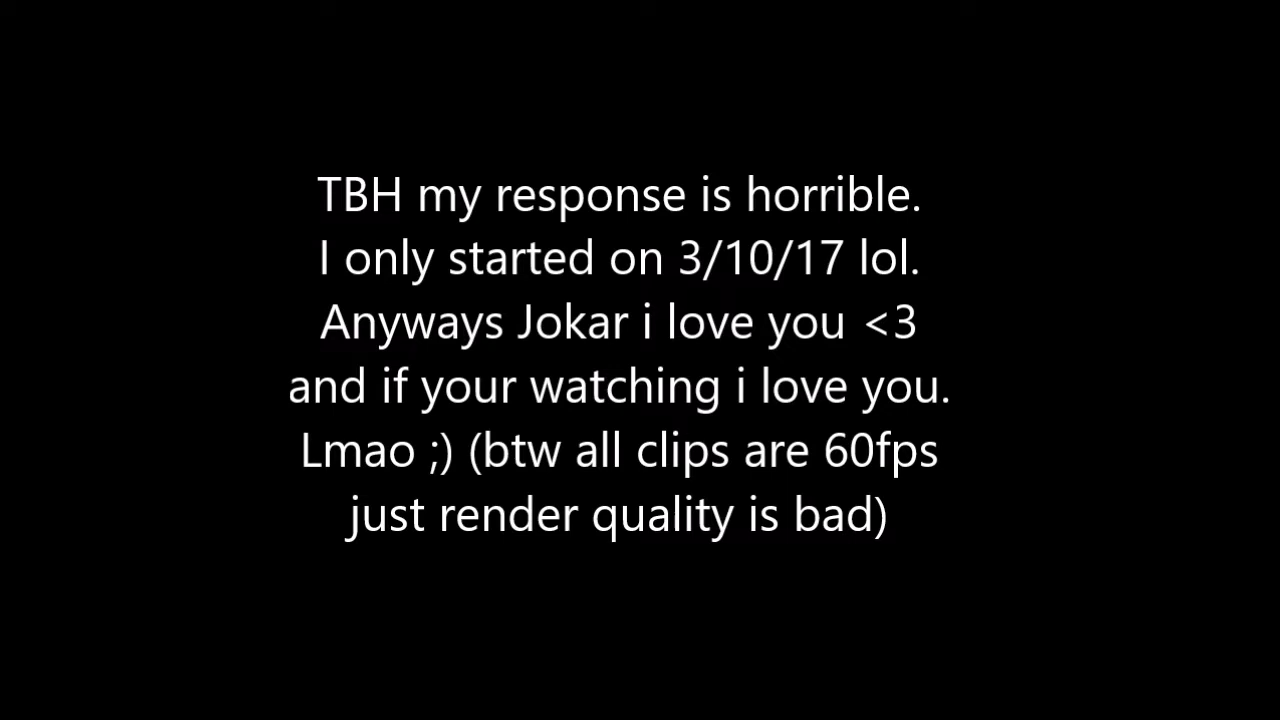 TBH my response is horrible.
I only started on 3/10/17 lol.
Anyways Jokar i love you <3
and if your watching i love you.
Lmao ;) (btw all clips are 60fps
just render quality is bad)